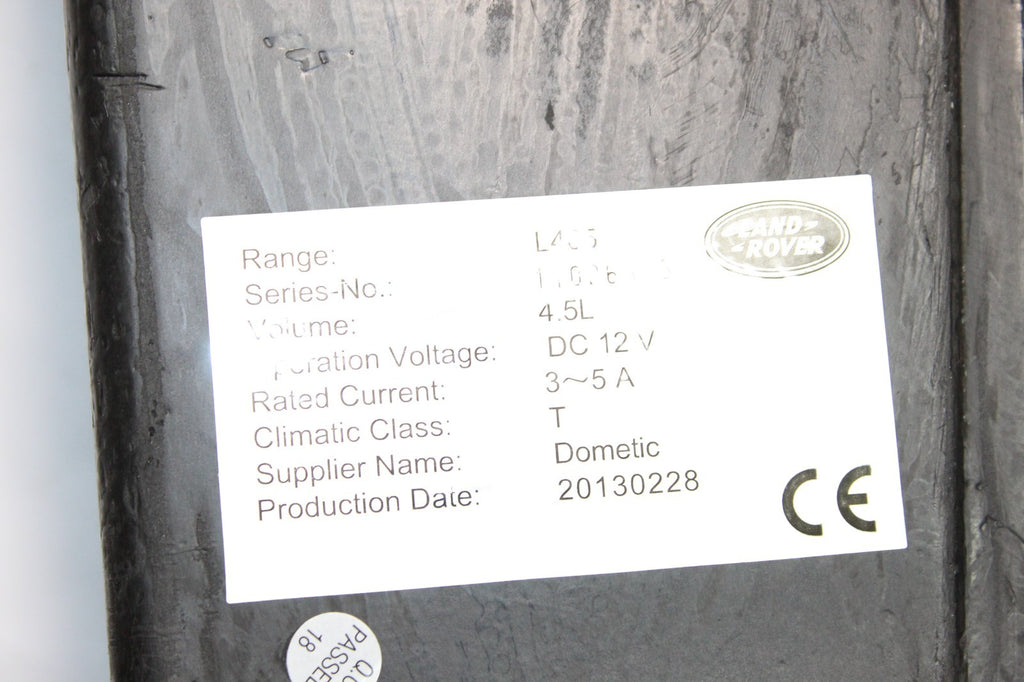 LAND-
-ROVER
Range:
Series-No.:
Volume: 4.5L
Operation Voltage: DC 12 V
Rated Current: 3~5 A
Climatic Class: T
Supplier Name: Dometic
Production Date: 20130228
CE
PASSED
18